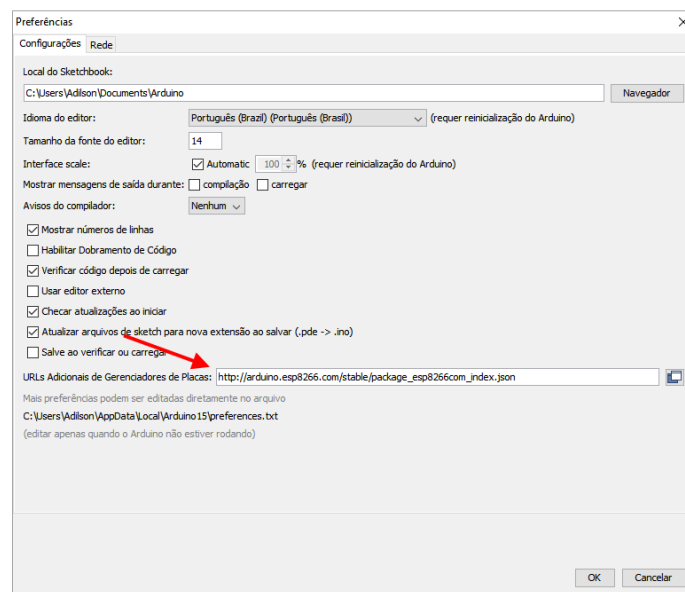 Preferências
Configurações Rede
Local do Sketchbook:
C:\Users\Adilson\Documents\Arduino Navegador
Idioma do editor: Português (Brazil) (Português (Brasil)) (requer reinicialização do Arduino)
Tamanho da fonte do editor: 14
Interface scale: Automatic 100 % (requer reinicialização do Arduino)
Mostrar mensagens de saída durante: compilação carregar
Avisos do compilador: Nenhum
Mostrar números de linhas
Habilitar Dobramento de Código
Verificar código depois de carregar
Usar editor externo
Checar atualizações ao iniciar
Atualizar arquivos de sketch para nova extensão ao salvar (.pde -> .ino)
Salve ao verificar ou carregar
URLs Adicionais de Gerenciadores de Placas: http://arduino.esp8266.com/stable/package_esp8266com_index.json
Mais preferências podem ser editadas diretamente no arquivo
C:\Users\Adilson\AppData\Local\Arduino15\preferences.txt
(editar apenas quando o Arduino não estiver rodando)
OK Cancelar